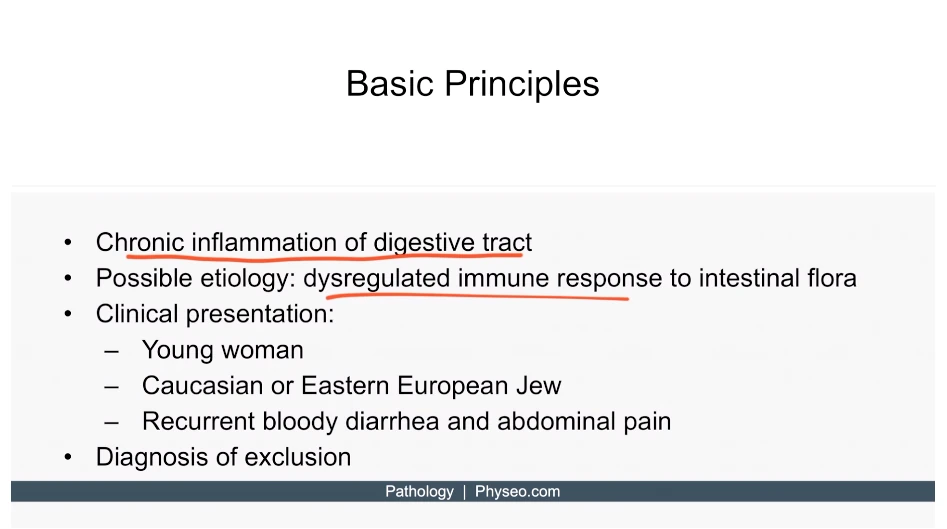 Basic Principles
• Chronic inflammation of digestive tract
• Possible etiology: dysregulated immune response to intestinal flora
• Clinical presentation:
– Young woman
– Caucasian or Eastern European Jew
– Recurrent bloody diarrhea and abdominal pain
• Diagnosis of exclusion
Pathology | Physeo.com